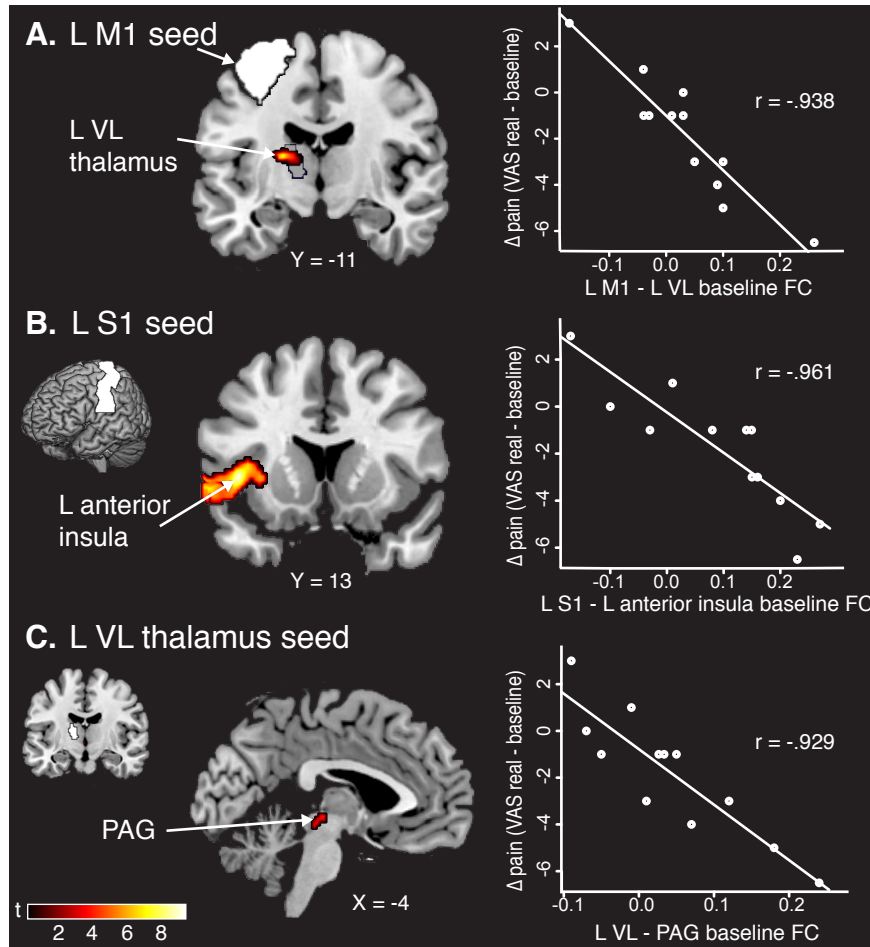 A. L M1 seed
L VL
thalamus
Y = -11
Δ pain (VAS real - baseline)
2
0
-2
-4
-6
r = -.938
-0.1 0.0 0.1 0.2
L M1 - L VL baseline FC
B. L S1 seed
L anterior
insula
Y = 13
Δ pain (VAS real - baseline)
2
0
-2
-4
-6
r = -.961
-0.1 0.0 0.1 0.2
L S1 - L anterior insula baseline FC
C. L VL thalamus seed
PAG
X = -4
t
2 4 6 8
Δ pain (VAS real - baseline)
2
0
-2
-4
-6
r = -.929
-0.1 0.0 0.1 0.2
L VL - PAG baseline FC